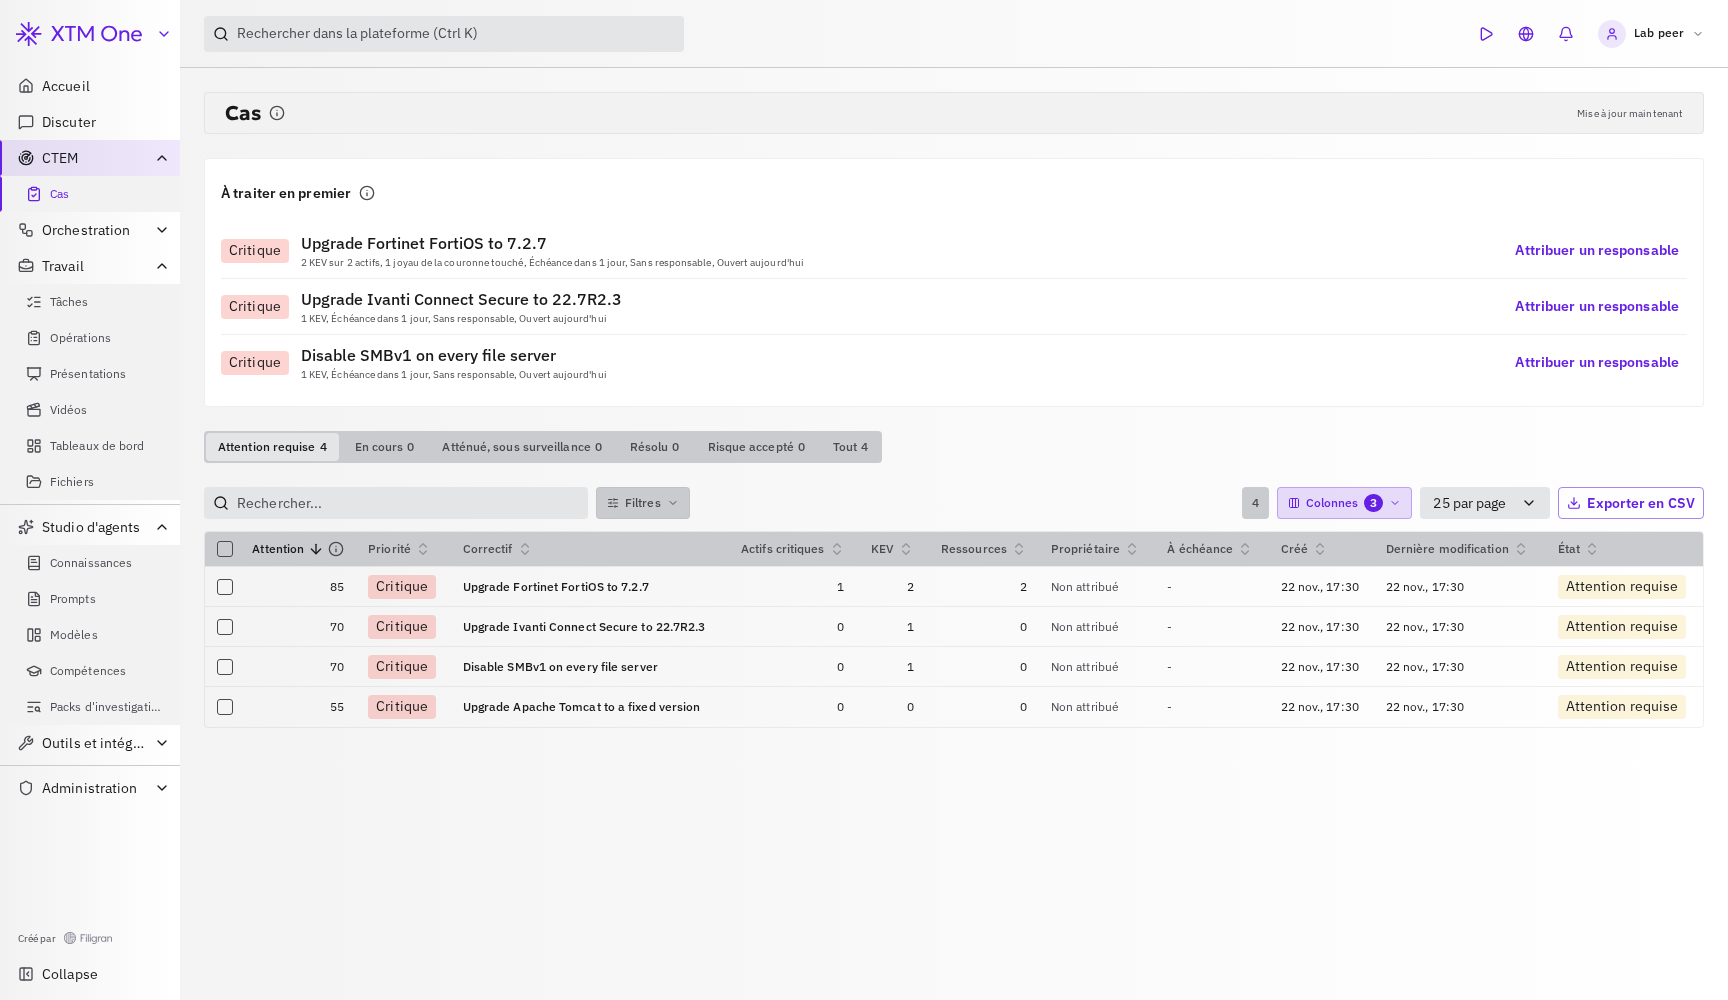 XTM One
Rechercher dans la plateforme (Ctrl K)
Lab peer
Accueil
Discuter
CTEM
Cas
Orchestration
Travail
Tâches
Opérations
Présentations
Vidéos
Tableaux de bord
Fichiers
Studio d'agents
Connaissances
Prompts
Modèles
Compétences
Packs d'investigati...
Outils et intég...
Administration
Créé par Filigran
Collapse
Cas
Mise à jour maintenant
À traiter en premier
Critique
Upgrade Fortinet FortiOS to 7.2.7
2 KEV sur 2 actifs, 1 joyau de la couronne touché, Échéance dans 1 jour, Sans responsable, Ouvert aujourd'hui
Attribuer un responsable
Critique
Upgrade Ivanti Connect Secure to 22.7R2.3
1 KEV, Échéance dans 1 jour, Sans responsable, Ouvert aujourd'hui
Attribuer un responsable
Critique
Disable SMBv1 on every file server
1 KEV, Échéance dans 1 jour, Sans responsable, Ouvert aujourd'hui
Attribuer un responsable
Attention requise 4 En cours 0 Atténué, sous surveillance 0 Résolu 0 Risque accepté 0 Tout 4
Rechercher... Filtres 4 Colonnes 3 25 par page Exporter en CSV
Attention Priorité Correctif Actifs critiques KEV Ressources Propriétaire À échéance Créé Dernière modification État
85 Critique Upgrade Fortinet FortiOS to 7.2.7 1 2 2 Non attribué - 22 nov., 17:30 22 nov., 17:30 Attention requise
70 Critique Upgrade Ivanti Connect Secure to 22.7R2.3 0 1 0 Non attribué - 22 nov., 17:30 22 nov., 17:30 Attention requise
70 Critique Disable SMBv1 on every file server 0 1 0 Non attribué - 22 nov., 17:30 22 nov., 17:30 Attention requise
55 Critique Upgrade Apache Tomcat to a fixed version 0 0 0 Non attribué - 22 nov., 17:30 22 nov., 17:30 Attention requise